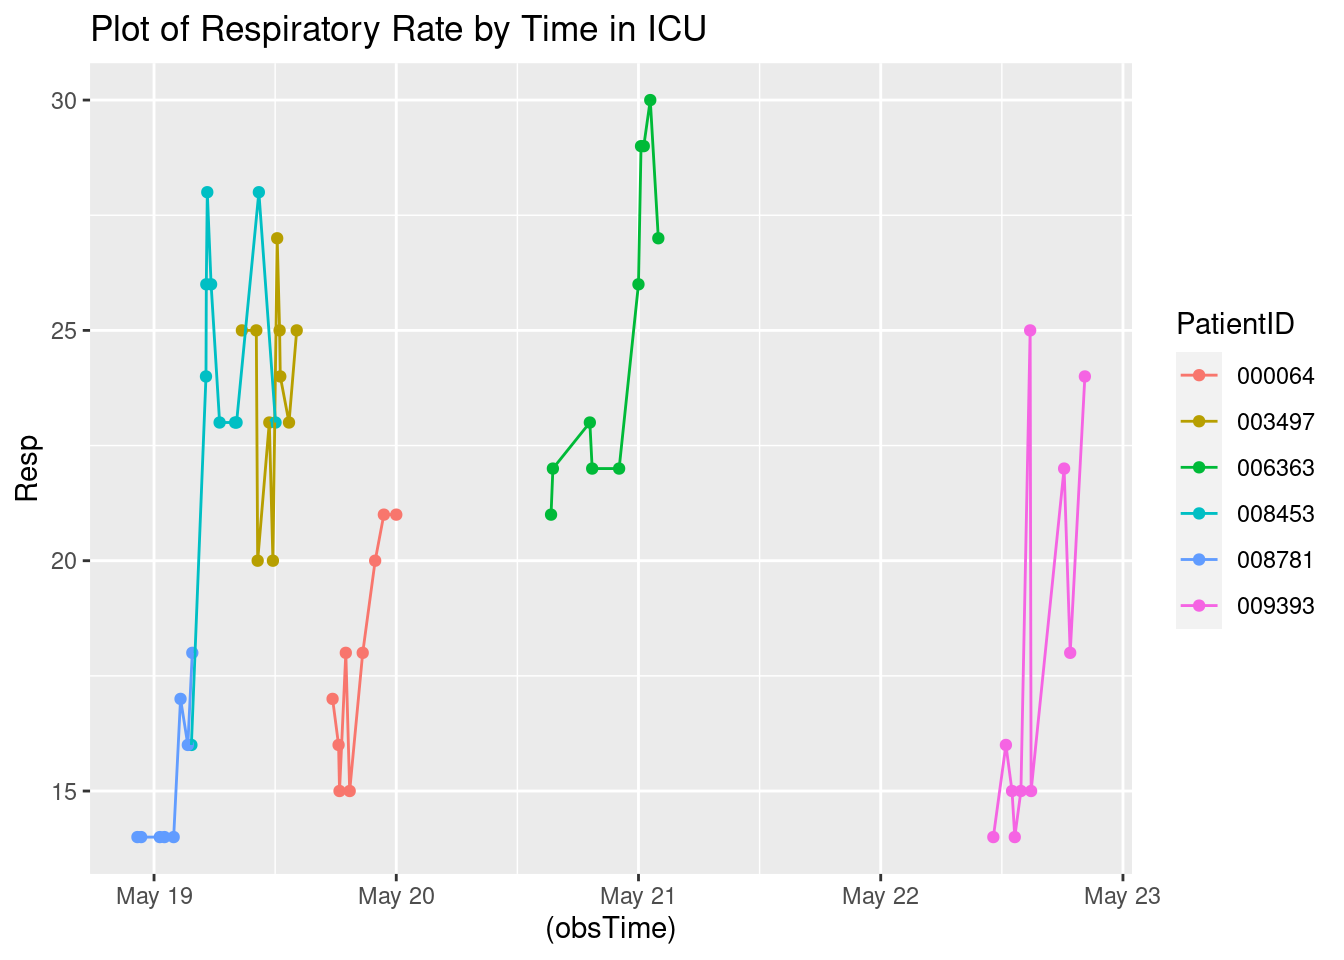 Plot of Respiratory Rate by Time in ICU
30
25
20
15
Resp
May 19
May 20
May 21
May 22
May 23
(obsTime)
PatientID
000064
003497
006363
008453
008781
009393